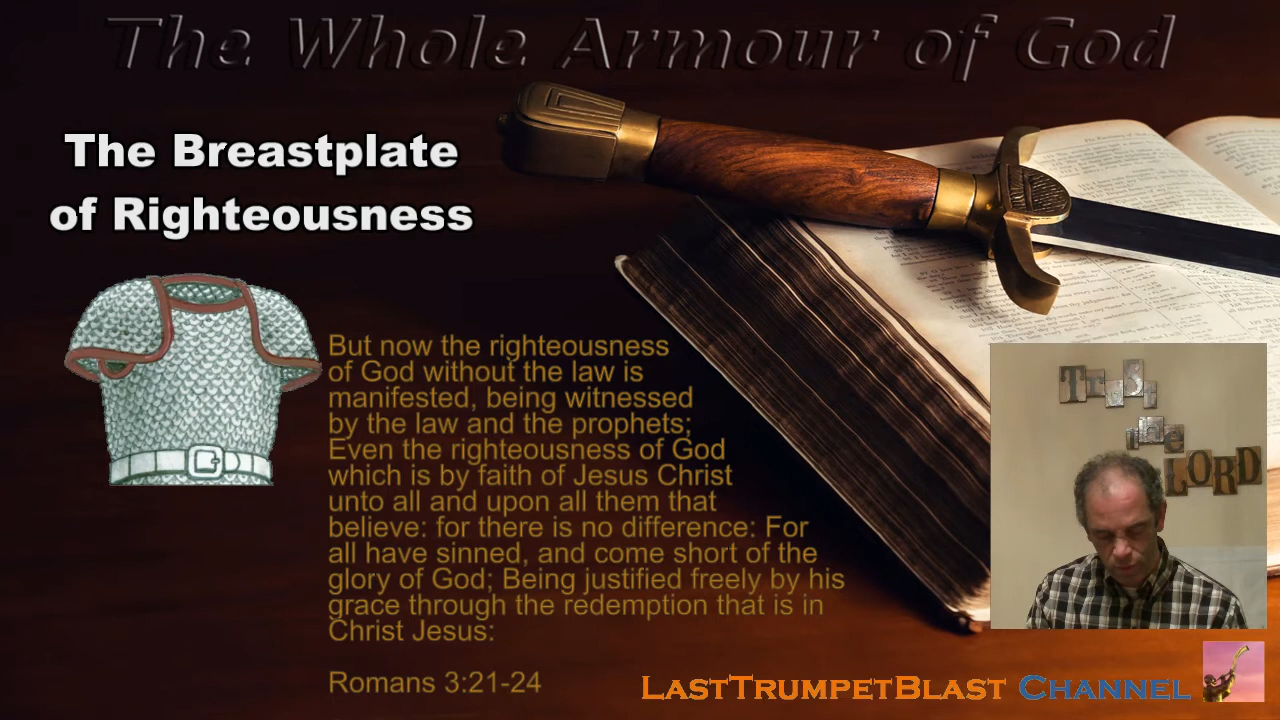 The Whole Armour of God
The Breastplate
of Righteousness
But now the righteousness
of God without the law is
manifested, being witnessed
by the law and the prophets;
Even the righteousness of God
which is by faith of Jesus Christ
unto all and upon all them that
believe: for there is no difference: For
all have sinned, and come short of the
glory of God; Being justified freely by his
grace through the redemption that is in
Christ Jesus:
Romans 3:21-24
Trust
the
LORD
LASTTRUMPETBLAST CHANNEL